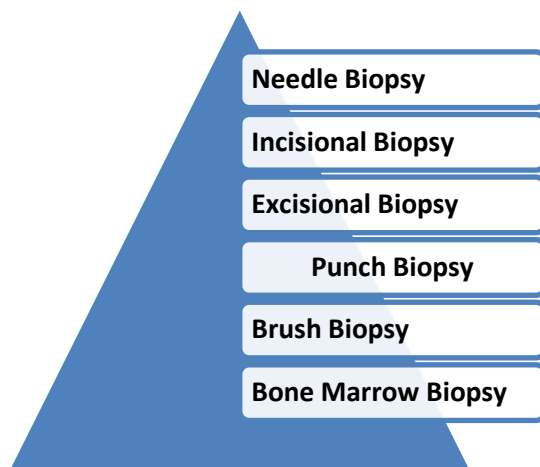 Needle Biopsy
Incisional Biopsy
Excisional Biopsy
Punch Biopsy
Brush Biopsy
Bone Marrow Biopsy